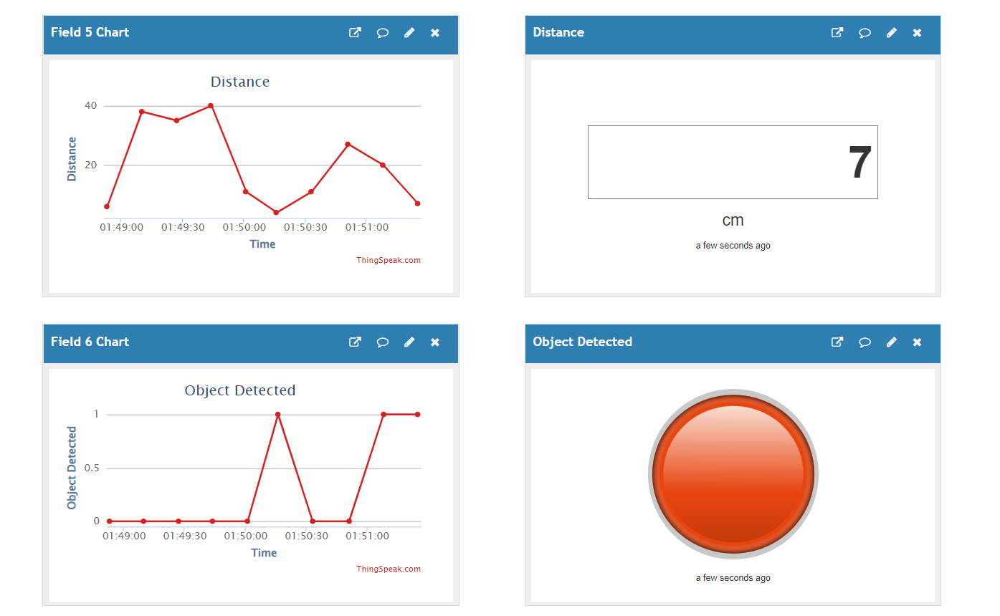 Field 5 Chart
Distance
40
20
Distance
01:49:00 01:49:30 01:50:00 01:50:30 01:51:00
Time
ThingSpeak.com
Distance
7
cm
a few seconds ago
Field 6 Chart
Object Detected
1
0.5
0
Object Detected
01:49:00 01:49:30 01:50:00 01:50:30 01:51:00
Time
ThingSpeak.com
Object Detected
a few seconds ago